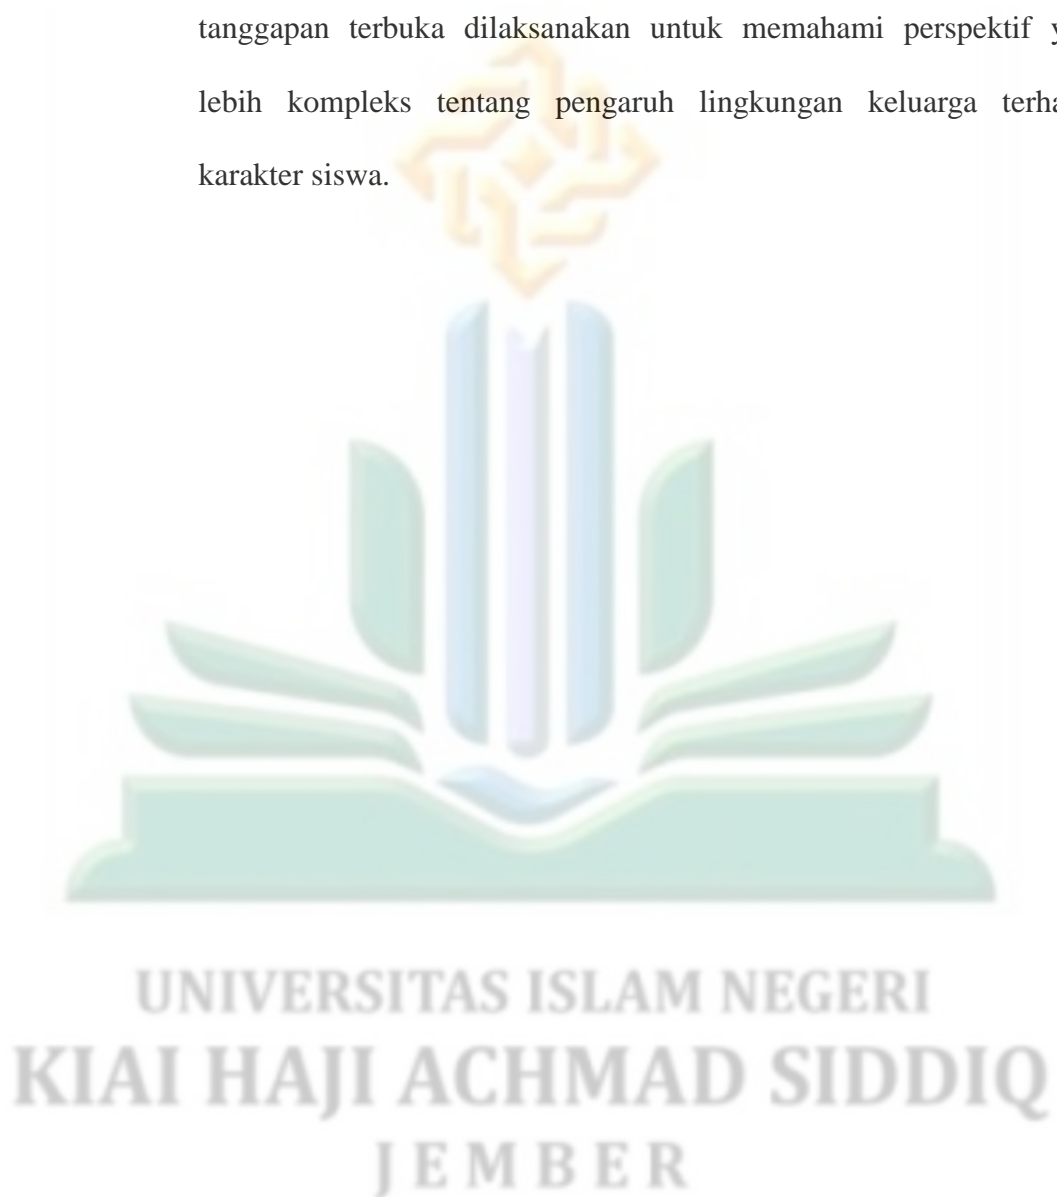 tanggapan terbuka dilaksanakan untuk memahami perspektif
lebih kompleks tentang pengaruh lingkungan keluarga
karakter siswa.
UNIVERSITAS ISLAM NEGERI
KIAI HAJI ACHMAD SIDDIQ
JEMBER